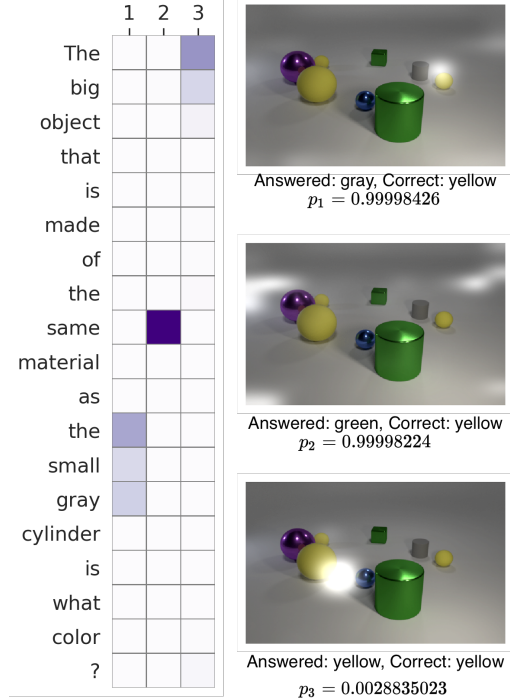 1 2 3
The
big
object
that
is
made
of
the
same
material
as
the
small
gray
cylinder
is
what
color
?
Answered: gray, Correct: yellow
p₁ = 0.99998426
Answered: green, Correct: yellow
p₂ = 0.99998224
Answered: yellow, Correct: yellow
p₃ = 0.0028835023